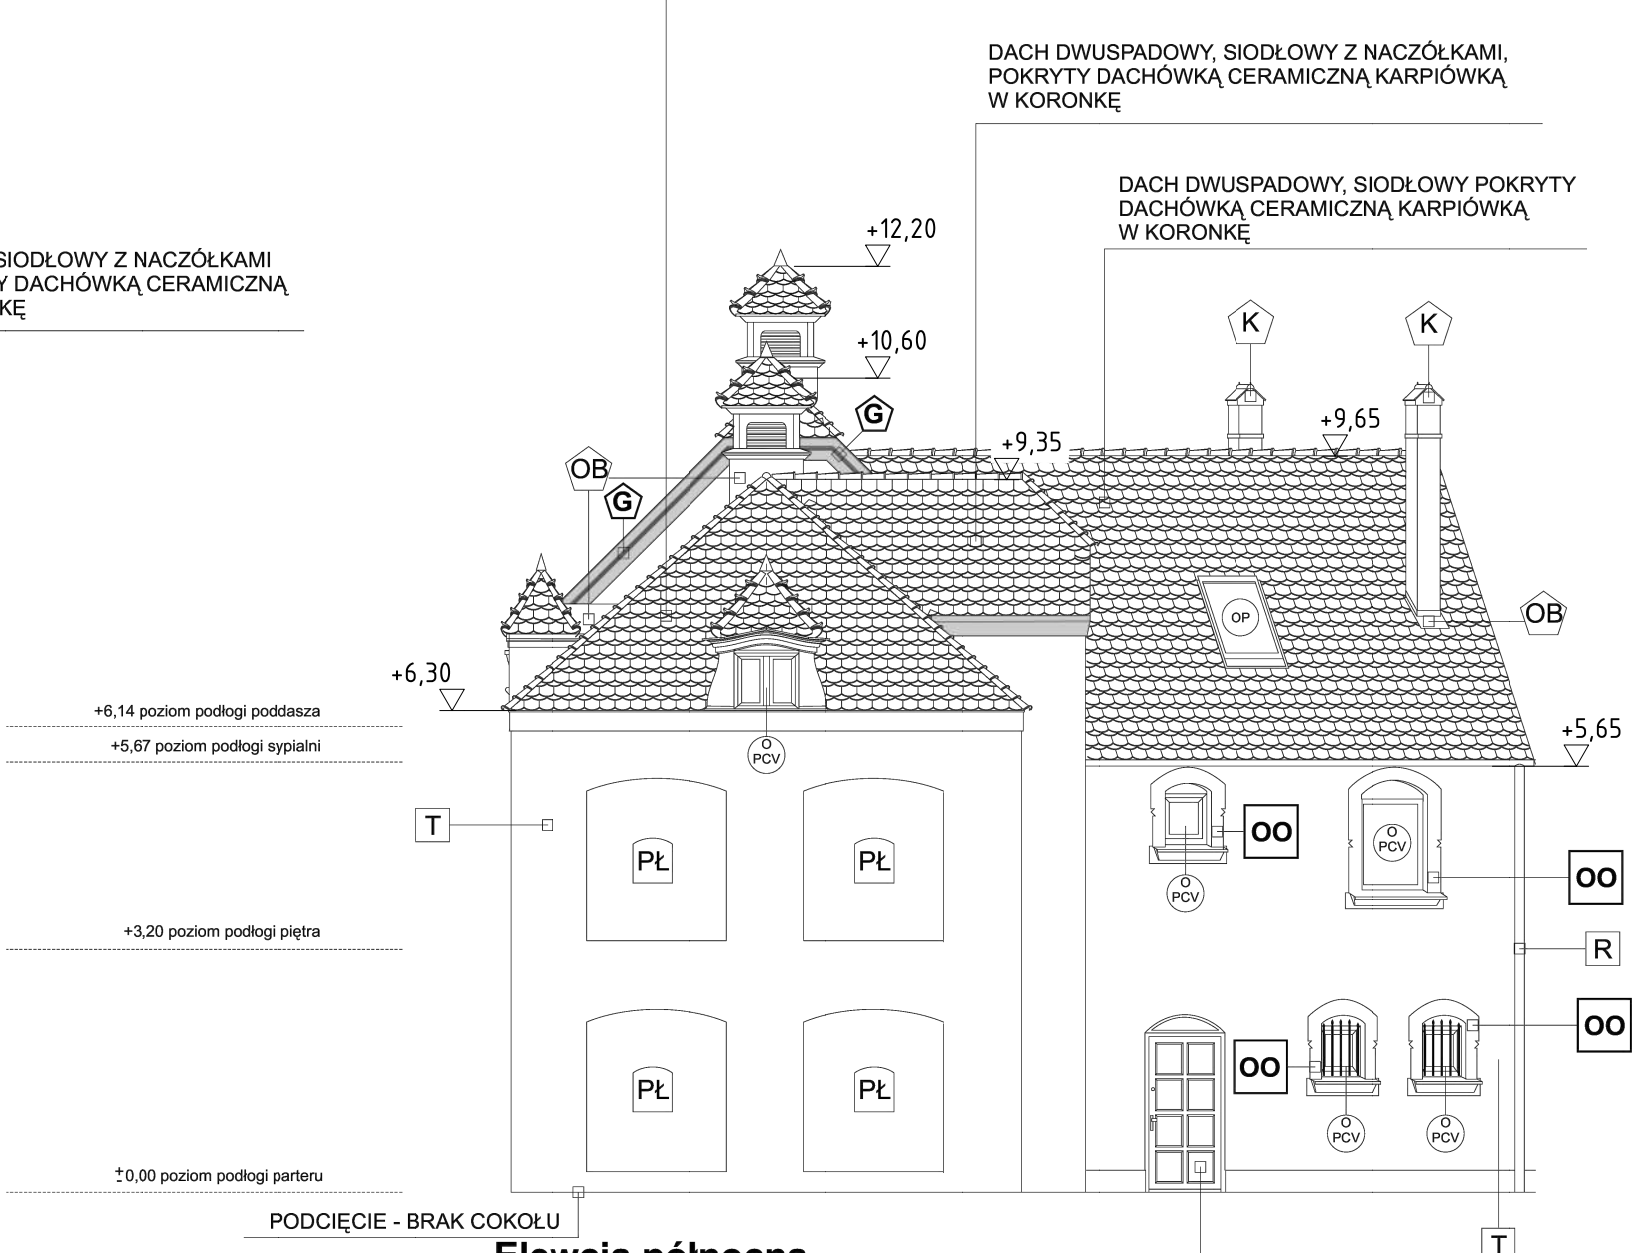 DACH DWUSPADOWY, SIODŁOWY Z NACZÓŁKAMI,
POKRYTY DACHÓWKĄ CERAMICZNĄ KARPIÓWKĄ
W KORONKĘ
DACH DWUSPADOWY, SIODŁOWY POKRYTY
DACHÓWKĄ CERAMICZNĄ KARPIÓWKĄ
W KORONKĘ
SIODŁOWY Z NACZÓŁKAMI
Y DACHÓWKĄ CERAMICZNĄ
KĘ
+12,20
+10,60
K
K
G
+9,65
+9,35
OB
G
OP
OB
+6,30
+6,14 poziom podłogi poddasza
+5,67 poziom podłogi sypialni
+5,65
O
PCV
T
OO
O
PCV
PŁ
PŁ
O
PCV
OO
+3,20 poziom podłogi piętra
R
OO
OO
PŁ
PŁ
O
PCV
O
PCV
±0,00 poziom podłogi parteru
PODCIĘCIE - BRAK COKOŁU
T
Elewacja północna